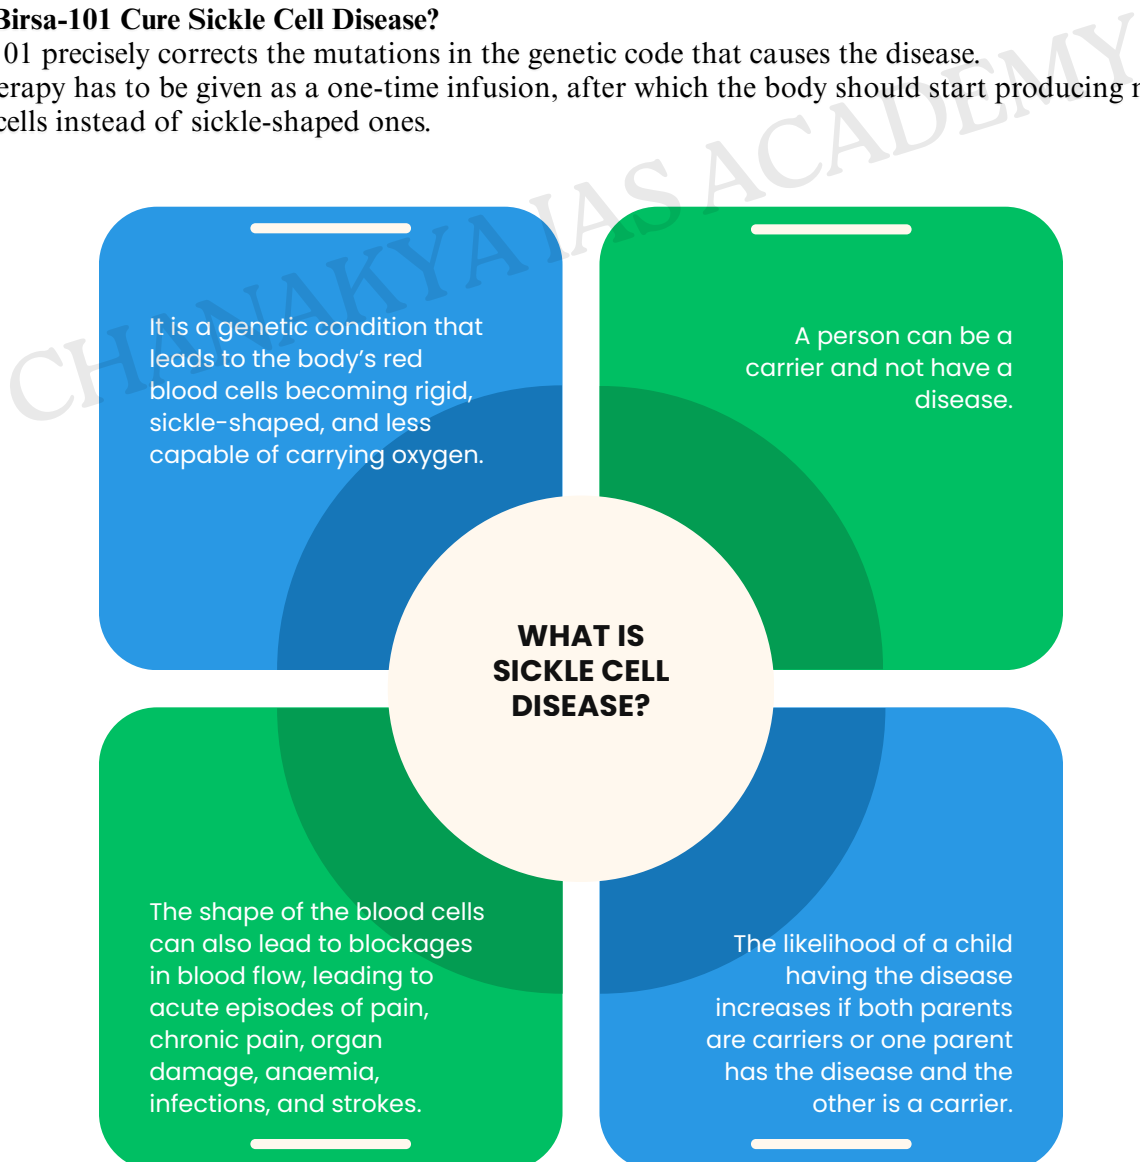 Birsa-101 Cure Sickle Cell Disease?
101 precisely corrects the mutations in the genetic code that causes the disease.
erapy has to be given as a one-time infusion, after which the body should start producing
cells instead of sickle-shaped ones.
CHANAKYA IAS ACADEMY
It is a genetic condition that
leads to the body's red
blood cells becoming rigid,
sickle-shaped, and less
capable of carrying oxygen.
A person can be a
carrier and not have a
disease.
WHAT IS
SICKLE CELL
DISEASE?
The shape of the blood cells
can also lead to blockages
in blood flow, leading to
acute episodes of pain,
chronic pain, organ
damage, anaemia,
infections, and strokes.
The likelihood of a child
having the disease
increases if both parents
are carriers or one parent
has the disease and the
other is a carrier.